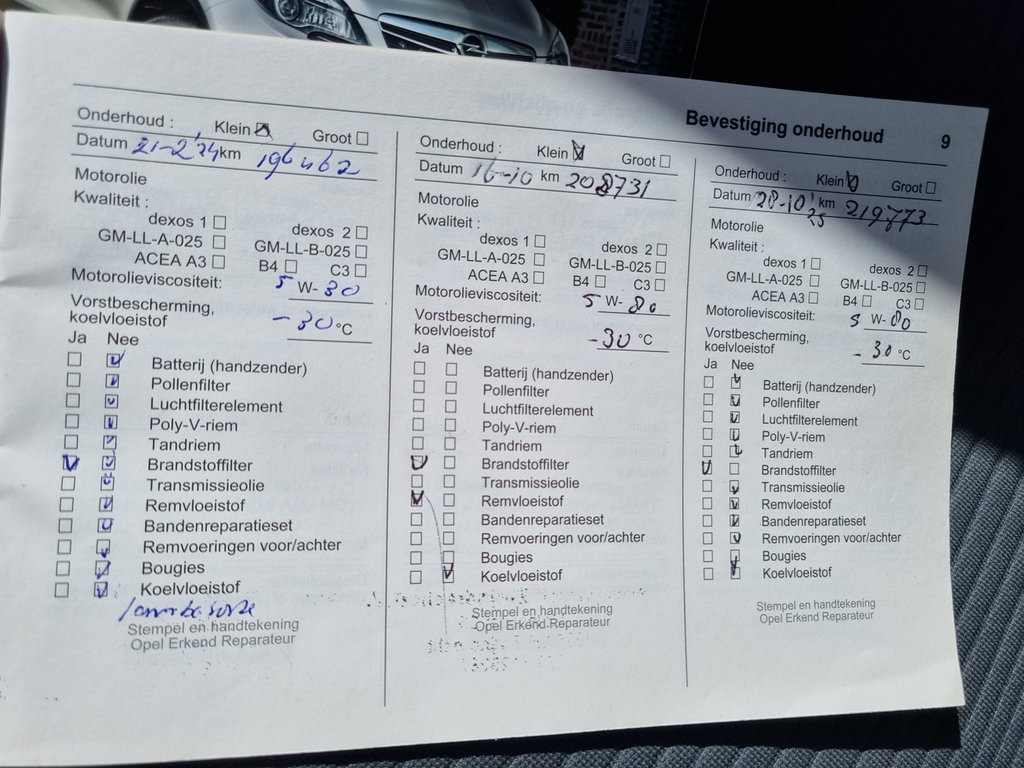 Bevestiging onderhoud 9
Onderhoud : Klein Groot
Datum 21-2'24 km 196462
Motorolie
Kwaliteit :
dexos 1 dexos 2
GM-LL-A-025 GM-LL-B-025
ACEA A3 B4 C3
Motorolieviscositeit: 5 W- 30
Vorstbescherming,
koelvloeistof -30 °C
Ja Nee
Batterij (handzender)
Pollenfilter
Luchtfilterelement
Poly-V-riem
Tandriem
Brandstoffilter
Transmissieolie
Remvloeistof
Bandenreparatieset
Remvoeringen voor/achter
Bougies
Koelvloeistof
Stempel en handtekening
Opel Erkend Reparateur
Onderhoud : Klein Groot
Datum 16-10 km 208731
Motorolie
Kwaliteit :
dexos 1 dexos 2
GM-LL-A-025 GM-LL-B-025
ACEA A3 B4 C3
Motorolieviscositeit: 5 W-
Vorstbescherming,
koelvloeistof -30 °C
Ja Nee
Batterij (handzender)
Pollenfilter
Luchtfilterelement
Poly-V-riem
Tandriem
Brandstoffilter
Transmissieolie
Remvloeistof
Bandenreparatieset
Remvoeringen voor/achter
Bougies
Koelvloeistof
Stempel en handtekening
Opel Erkend Reparateur
Onderhoud : Klein Groot
Datum 28-10' km 219773
25
Motorolie
Kwaliteit :
dexos 1 dexos 2
GM-LL-A-025 GM-LL-B-025
ACEA A3 B4 C3
Motorolieviscositeit: 5 W-
Vorstbescherming,
koelvloeistof - 30 °C
Ja Nee
Batterij (handzender)
Pollenfilter
Luchtfilterelement
Poly-V-riem
Tandriem
Brandstoffilter
Transmissieolie
Remvloeistof
Bandenreparatieset
Remvoeringen voor/achter
Bougies
Koelvloeistof
Stempel en handtekening
Opel Erkend Reparateur